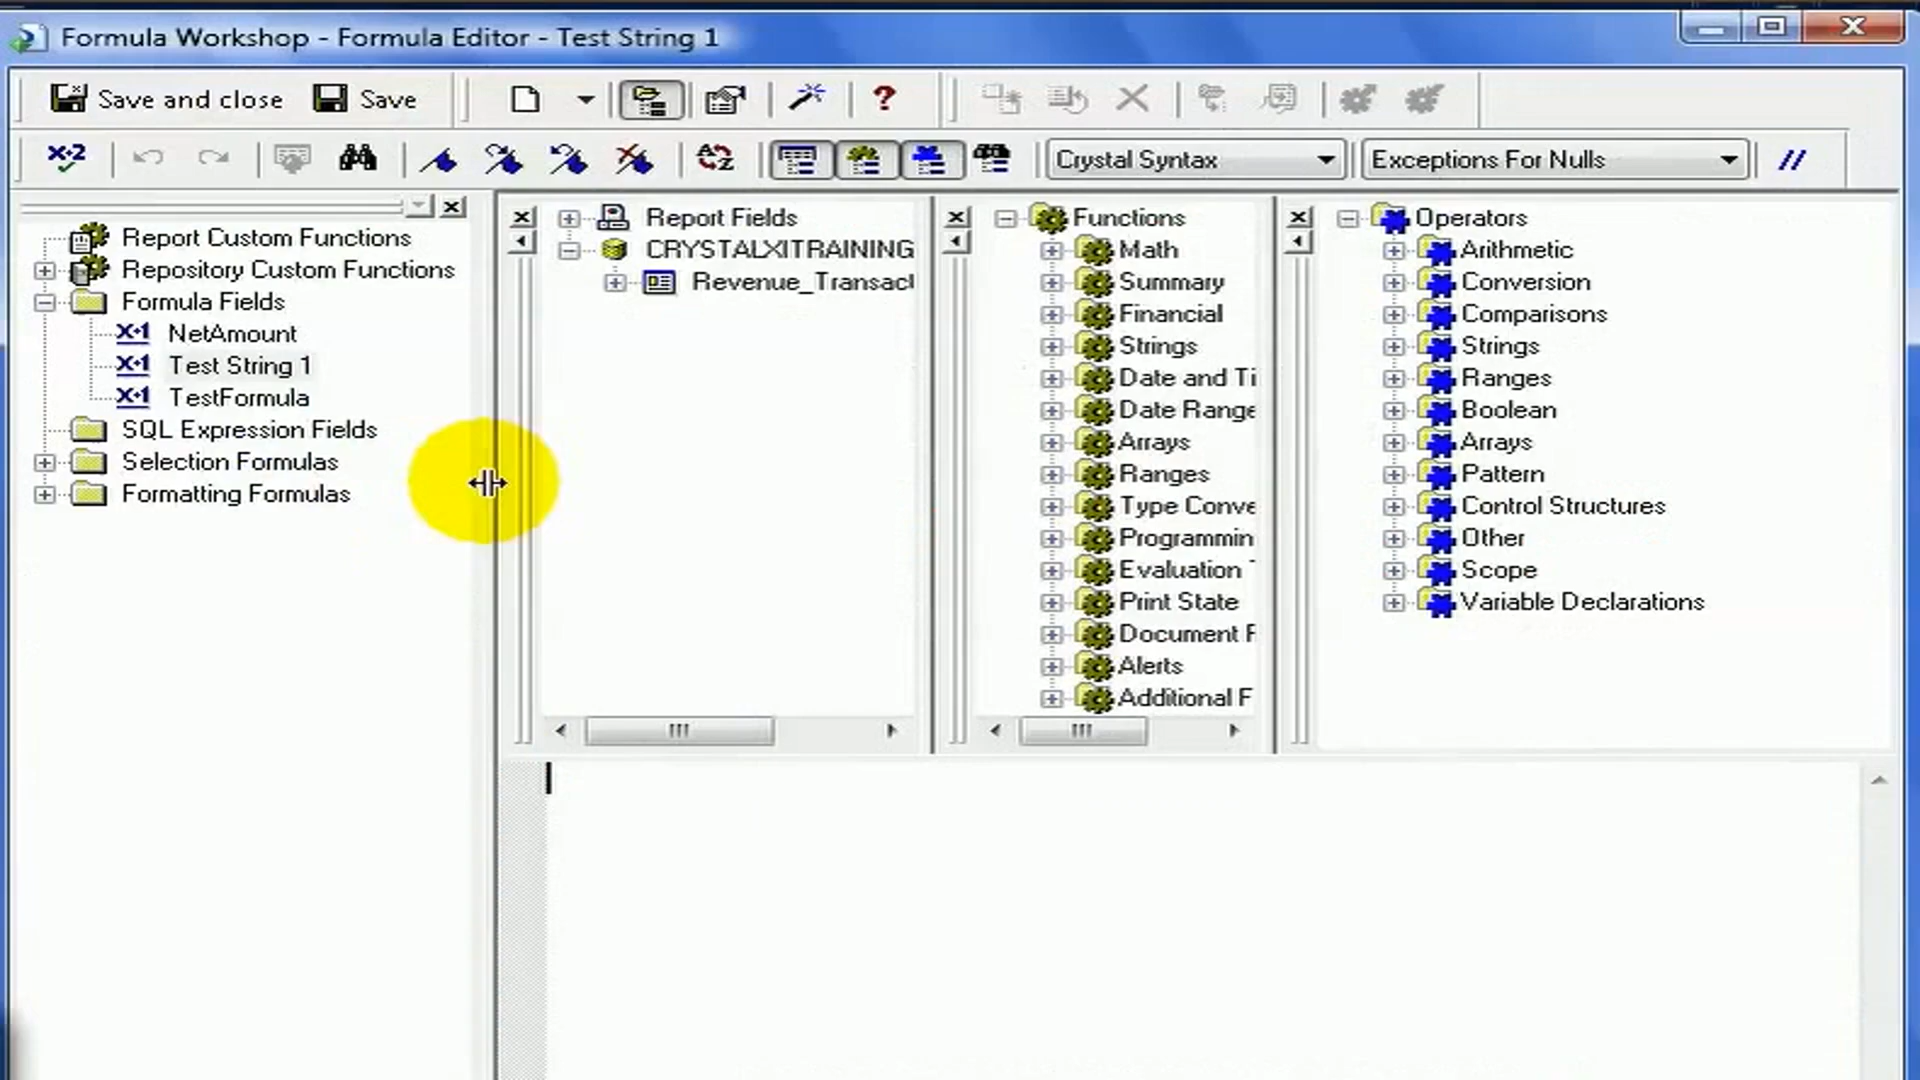 Formula Workshop - Formula Editor - Test String 1
Save and close
Save
Crystal Syntax
Exceptions For Nulls
Report Custom Functions
Repository Custom Functions
Formula Fields
NetAmount
Test String 1
TestFormula
SQL Expression Fields
Selection Formulas
Formatting Formulas
Report Fields
CRYSTALXITRAINING
Revenue_Transact
Functions
Math
Summary
Financial
Strings
Date and Ti
Date Range
Arrays
Ranges
Type Conve
Programmin
Evaluation
Print State
Document F
Alerts
Additional F
Operators
Arithmetic
Conversion
Comparisons
Strings
Ranges
Boolean
Arrays
Pattern
Control Structures
Other
Scope
Variable Declarations